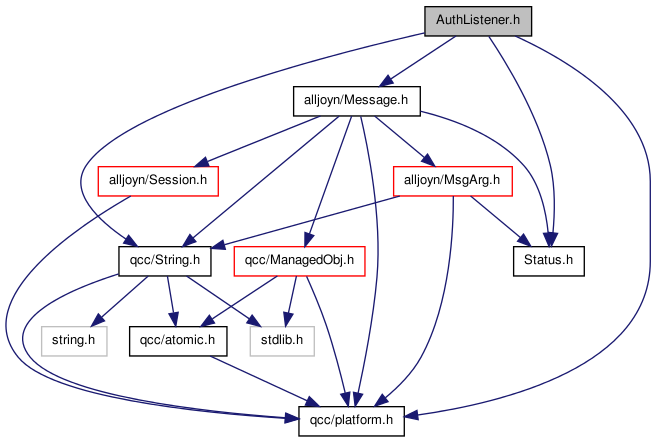 AuthListener.h
alljoyn/Message.h
alljoyn/Session.h
alljoyn/MsgArg.h
qcc/String.h
qcc/ManagedObj.h
Status.h
string.h
qcc/atomic.h
stdlib.h
qcc/platform.h